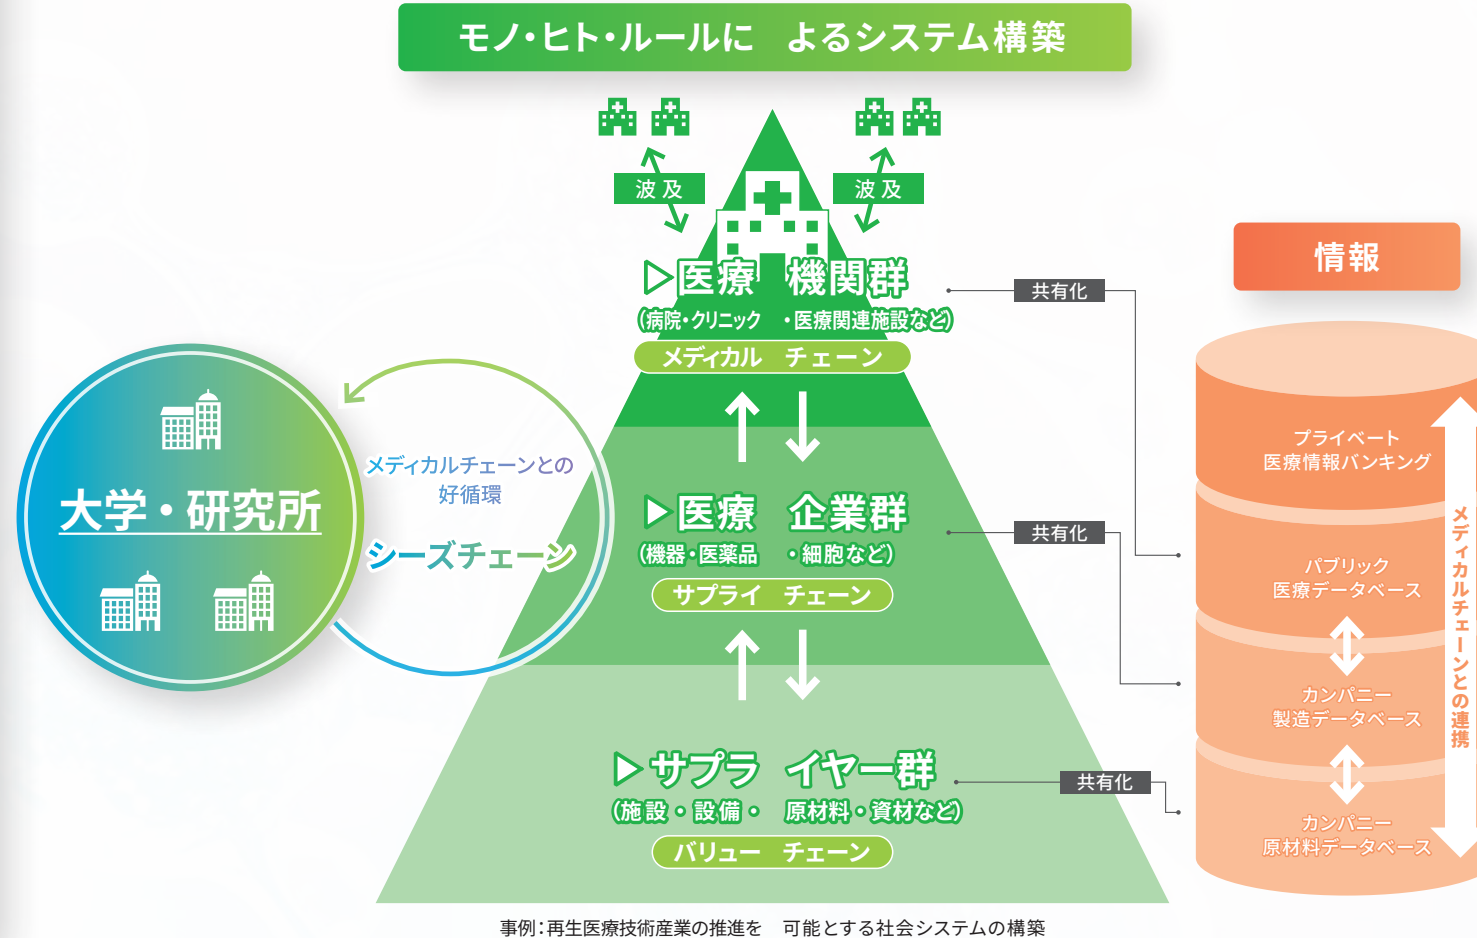 モノ・ヒト・ルールに よるシステム構築
波及
波及
▶医療 機関群
（病院・クリニック ・医療関連施設など）
メディカル チェーン
共有化
情報
大学・研究所
メディカルチェーンとの
好循環
シーズチェーン
▶医療 企業群
（機器・医薬品 ・細胞など）
サプライ チェーン
共有化
▶サプラ イヤー群
（施設・設備・ 原材料・資材など）
バリュー チェーン
共有化
プライベート
医療情報バンキング
パブリック
医療データベース
カンパニー
製造データベース
カンパニー
原材料データベース
メディカルチェーンとの連携
事例：再生医療技術産業の推進を 可能とする社会システムの構築